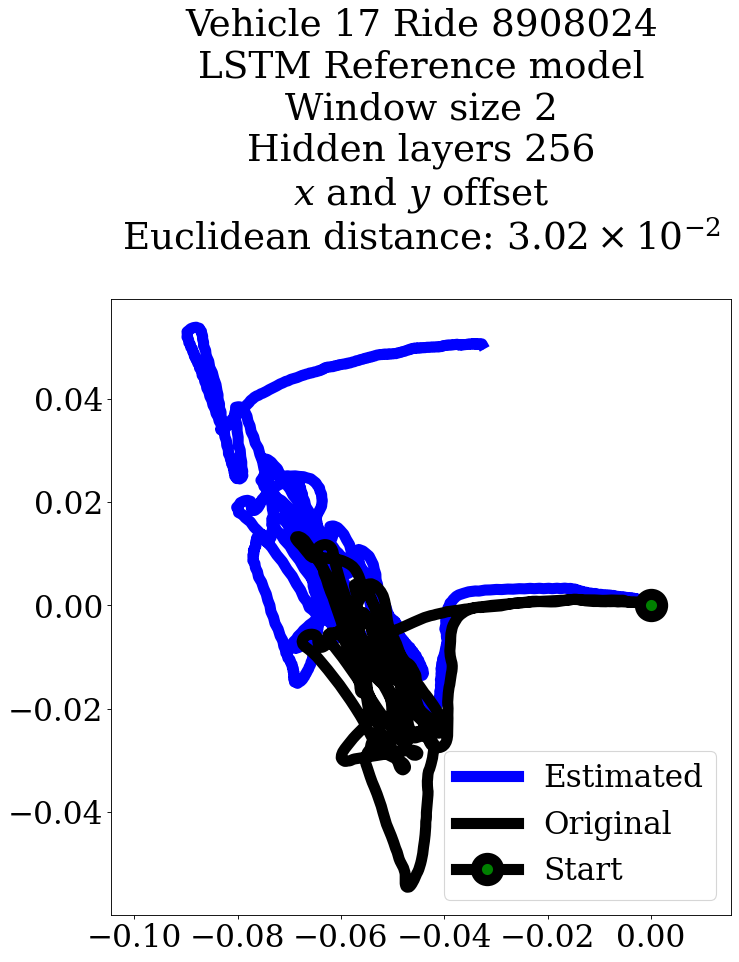 Vehicle 17 Ride 8908024
LSTM Reference model
Window size 2
Hidden layers 256
x and y offset
Euclidean distance: 3.02 × 10⁻²
0.04
0.02
0.00
−0.02
−0.04
Estimated
Original
Start
−0.10 −0.08 −0.06 −0.04 −0.02 0.00